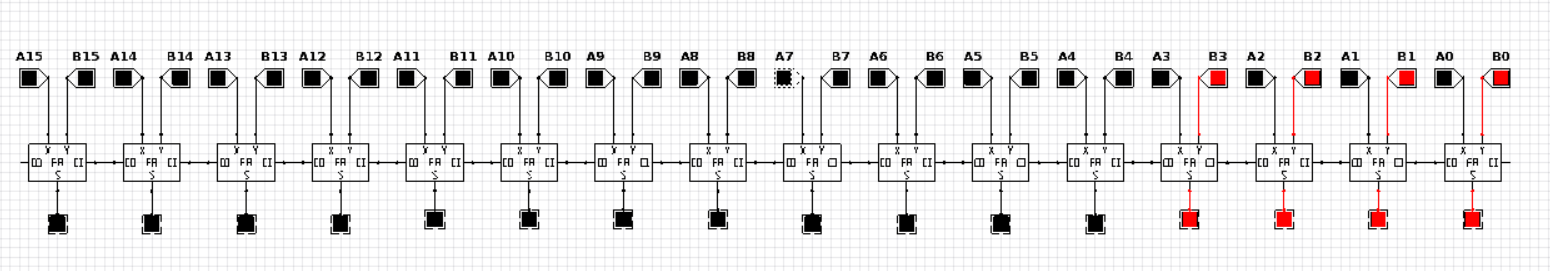 A15 B15 A14 B14 A13 B13 A12 B12 A11 B11 A10 B10 A9 B9 A8 B8 A7 B7 A6 B6 A5 B5 A4 B4 A3 B3 A2 B2 A1 B1 A0 B0
X Y X Y X Y X Y X Y X Y X Y X Y X Y X Y X Y X Y X Y X Y X Y X Y
CO FA CI CO FA CI CO FA CI CO FA CI CO FA CI CO FA CI CO FA CI CO FA CI CO FA CI CO FA CI CO FA CI CO FA CI CO FA CI CO FA CI CO FA CI CO FA CI
S S S S S S S S S S S S S S S S